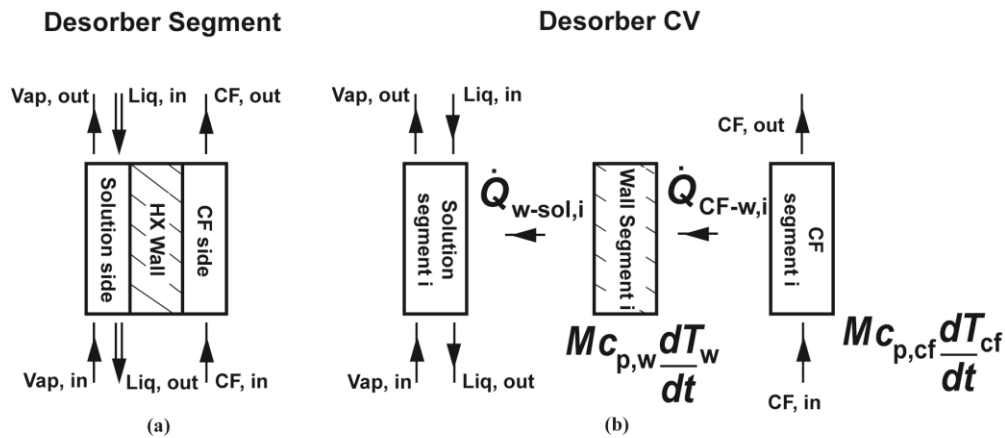 Desorber Segment
Vap, out
Liq, in
CF, out
Solution side
HX Wall
CF side
Vap, in
Liq, out
CF, in
(a)
Desorber CV
Vap, out
Liq, in
CF, out
Solution
segment i
Q̇w-sol,i
Wall Segment i
Q̇CF-w,i
CF
segment i
Vap, in
Liq, out
Mcp,w dTw/dt
CF, in
Mcp,cf dTcf/dt
(b)